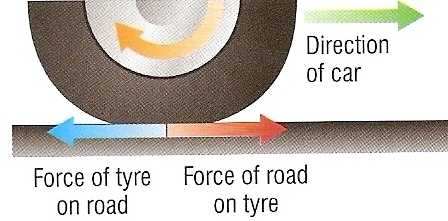 Direction
of car
Force of tyre
on road
Force of road
on tyre